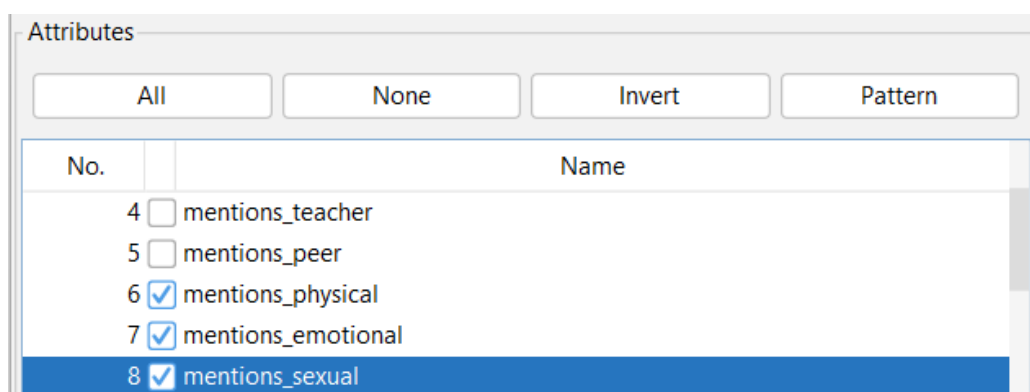 Attributes
All None Invert Pattern
No. Name
4 mentions_teacher
5 mentions_peer
6 mentions_physical
7 mentions_emotional
8 mentions_sexual